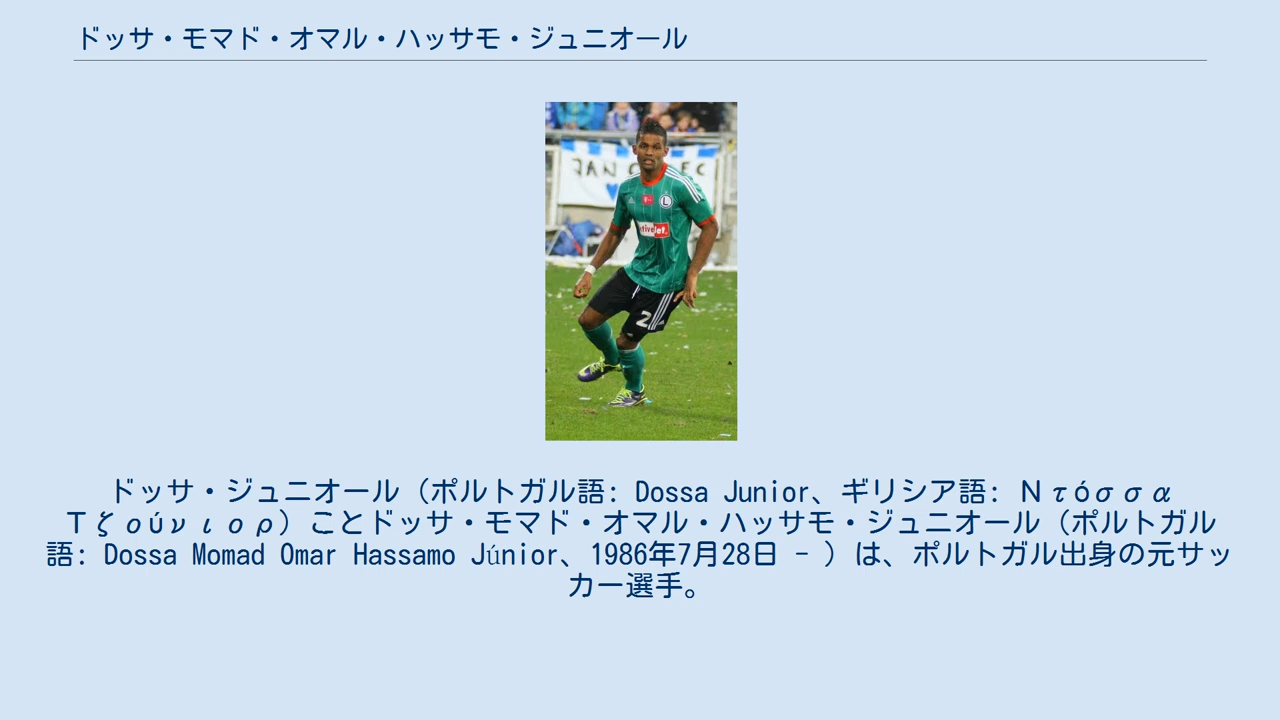 ドッサ・モマド・オマル・ハッサモ・ジュニオール
JAN
L
activeJet.
2
ドッサ・ジュニオール（ポルトガル語: Dossa Junior、ギリシア語: Ντόσσα
Τζούνιορ）ことドッサ・モマド・オマル・ハッサモ・ジュニオール（ポルトガル
語: Dossa Momad Omar Hassamo Júnior、1986年7月28日 - ）は、ポルトガル出身の元サッ
カー選手。